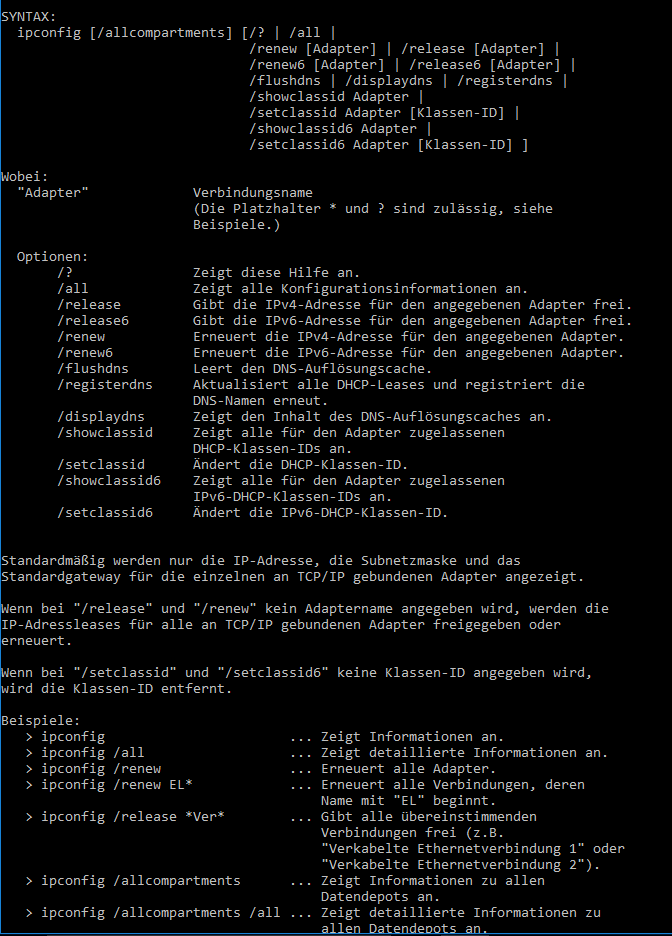 SYNTAX:
ipconfig [/allcompartments] [/? | /all |
/renew [Adapter] | /release [Adapter] |
/renew6 [Adapter] | /release6 [Adapter] |
/flushdns | /displaydns | /registerdns |
/showclassid Adapter |
/setclassid Adapter [Klassen-ID] |
/showclassid6 Adapter |
/setclassid6 Adapter [Klassen-ID] ]
Wobei:
"Adapter" Verbindungsname
(Die Platzhalter * und ? sind zulässig, siehe
Beispiele.)
Optionen:
/? Zeigt diese Hilfe an.
/all Zeigt alle Konfigurationsinformationen an.
/release Gibt die IPv4-Adresse für den angegebenen Adapter frei.
/release6 Gibt die IPv6-Adresse für den angegebenen Adapter frei.
/renew Erneuert die IPv4-Adresse für den angegebenen Adapter.
/renew6 Erneuert die IPv6-Adresse für den angegebenen Adapter.
/flushdns Leert den DNS-Auflösungscache.
/registerdns Aktualisiert alle DHCP-Leases und registriert die
DNS-Namen erneut.
/displaydns Zeigt den Inhalt des DNS-Auflösungscaches an.
/showclassid Zeigt alle für den Adapter zugelassenen
DHCP-Klassen-IDs an.
/setclassid Ändert die DHCP-Klassen-ID.
/showclassid6 Zeigt alle für den Adapter zugelassenen
IPv6-DHCP-Klassen-IDs an.
/setclassid6 Ändert die IPv6-DHCP-Klassen-ID.
Standardmäßig werden nur die IP-Adresse, die Subnetzmaske und das
Standardgateway für die einzelnen an TCP/IP gebundenen Adapter angezeigt.
Wenn bei "/release" und "/renew" kein Adaptername angegeben wird, werden die
IP-Adressleases für alle an TCP/IP gebundenen Adapter freigegeben oder
erneuert.
Wenn bei "/setclassid" und "/setclassid6" keine Klassen-ID angegeben wird,
wird die Klassen-ID entfernt.
Beispiele:
> ipconfig ... Zeigt Informationen an.
> ipconfig /all ... Zeigt detaillierte Informationen an.
> ipconfig /renew ... Erneuert alle Adapter.
> ipconfig /renew EL* ... Erneuert alle Verbindungen, deren
Name mit "EL" beginnt.
> ipconfig /release *Ver* ... Gibt alle übereinstimmenden
Verbindungen frei (z.B.
"Verkabelte Ethernetverbindung 1" oder
"Verkabelte Ethernetverbindung 2").
> ipconfig /allcompartments ... Zeigt Informationen zu allen
Datendepots an.
> ipconfig /allcompartments /all ... Zeigt detaillierte Informationen zu
allen Datendepots an.